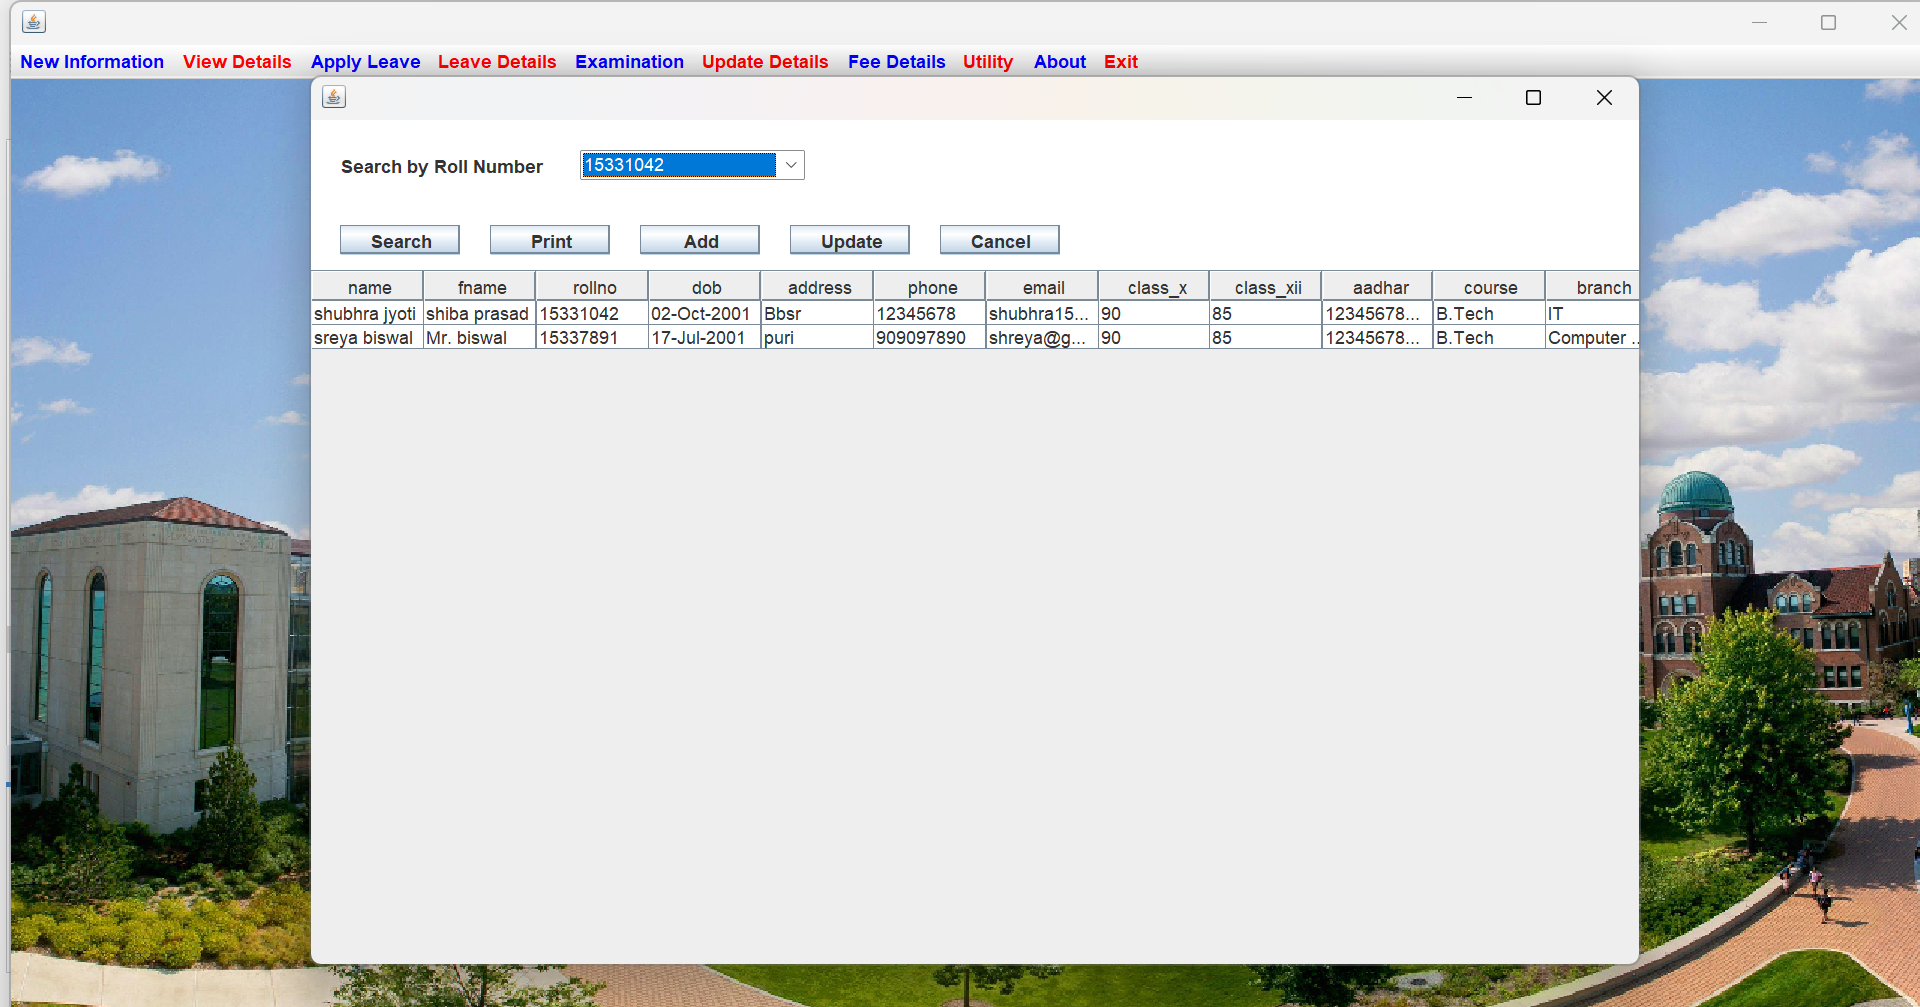 New Information View Details Apply Leave Leave Details Examination Update Details Fee Details Utility About Exit
Search by Roll Number 15331042
Search Print Add Update Cancel
name fname rollno dob address phone email class_x class_xii aadhar course branch
shubhra jyoti shiba prasad 15331042 02-Oct-2001 Bbsr 12345678 shubhra15... 90 85 12345678... B.Tech IT
sreya biswal Mr. biswal 15337891 17-Jul-2001 puri 909097890 shreya@g... 90 85 12345678... B.Tech Computer ..